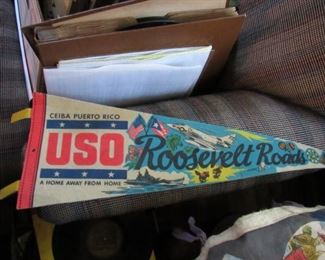 CEIBA PUERTO RICO
USO
A HOME AWAY FROM HOME
Roosevelt Roads